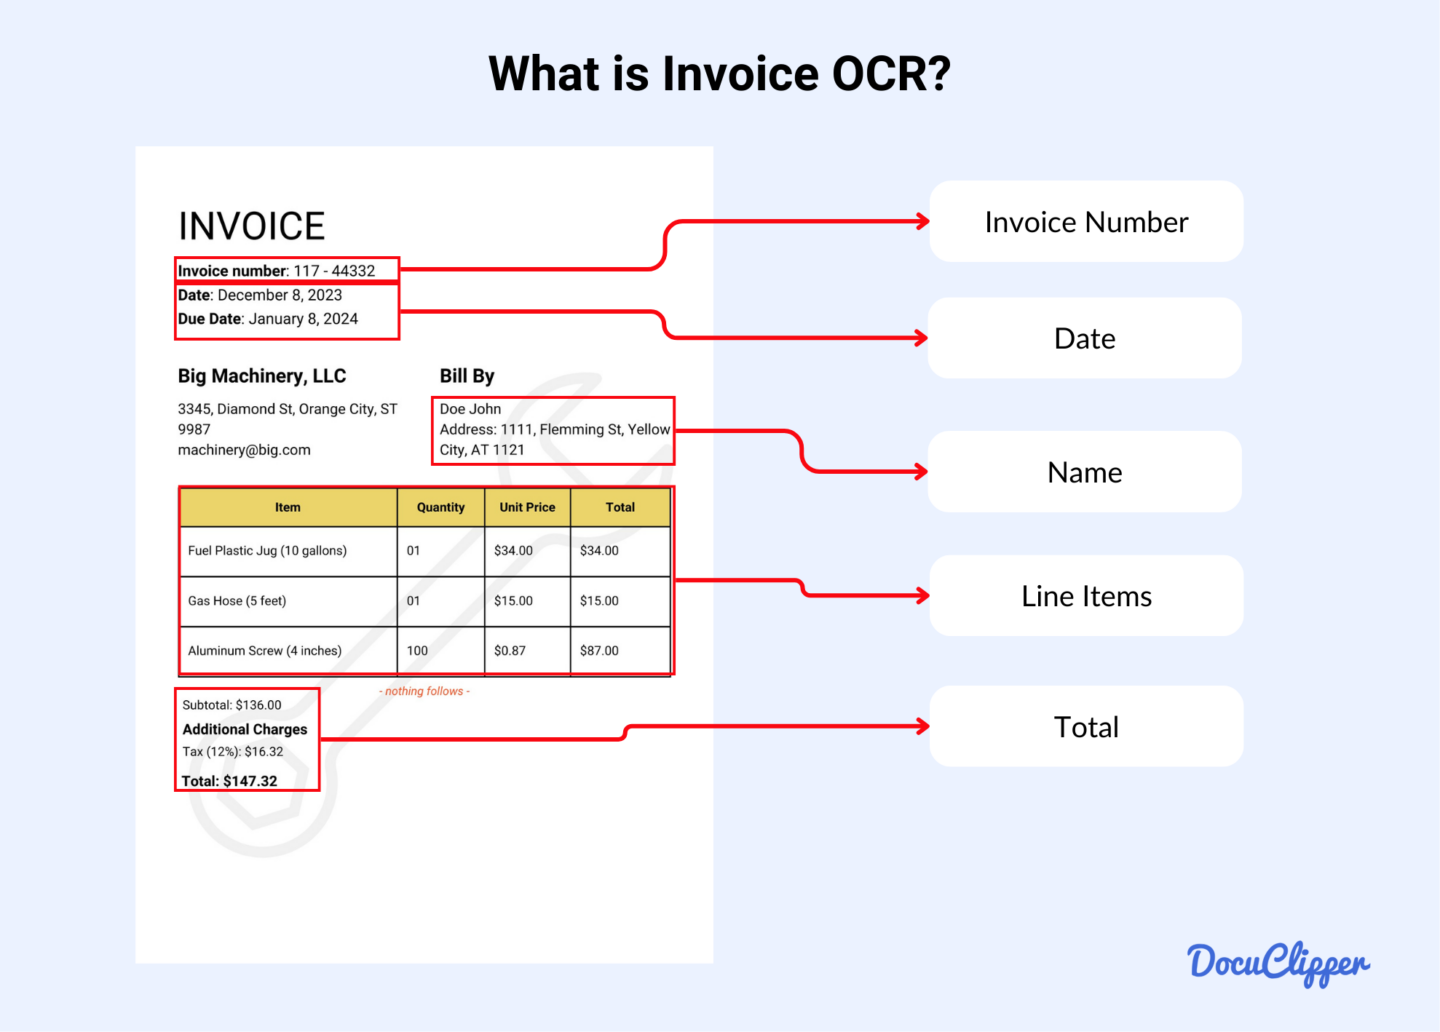 What is Invoice OCR?
INVOICE
Invoice number: 117 - 44332
Date: December 8, 2023
Due Date: January 8, 2024
Big Machinery, LLC
3345, Diamond St, Orange City, ST
9987
machinery@big.com
Bill By
Doe John
Address: 1111, Flemming St, Yellow
City, AT 1121
Item Quantity Unit Price Total
Fuel Plastic Jug (10 gallons) 01 $34.00 $34.00
Gas Hose (5 feet) 01 $15.00 $15.00
Aluminum Screw (4 inches) 100 $0.87 $87.00
- nothing follows -
Subtotal: $136.00
Additional Charges
Tax (12%): $16.32
Total: $147.32
Invoice Number
Date
Name
Line Items
Total
DocuClipper